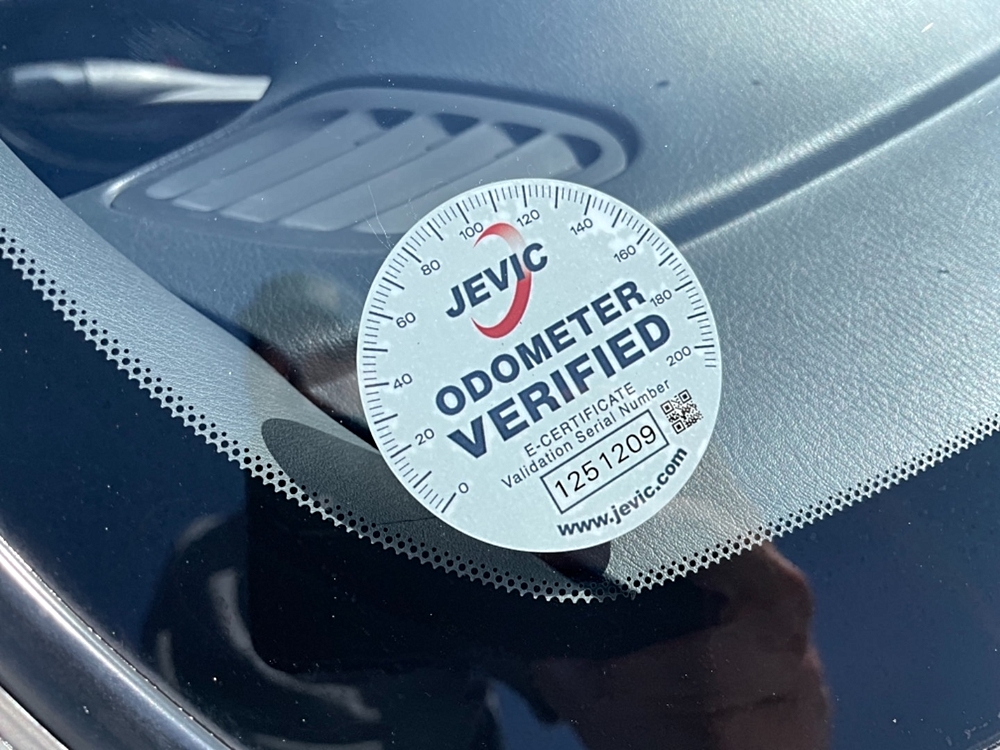 0
20
40
60
80
100
120
140
160
180
200
JEVIC
ODOMETER
VERIFIED
E-CERTIFICATE
Validation Serial Number
1251209
www.jevic.com